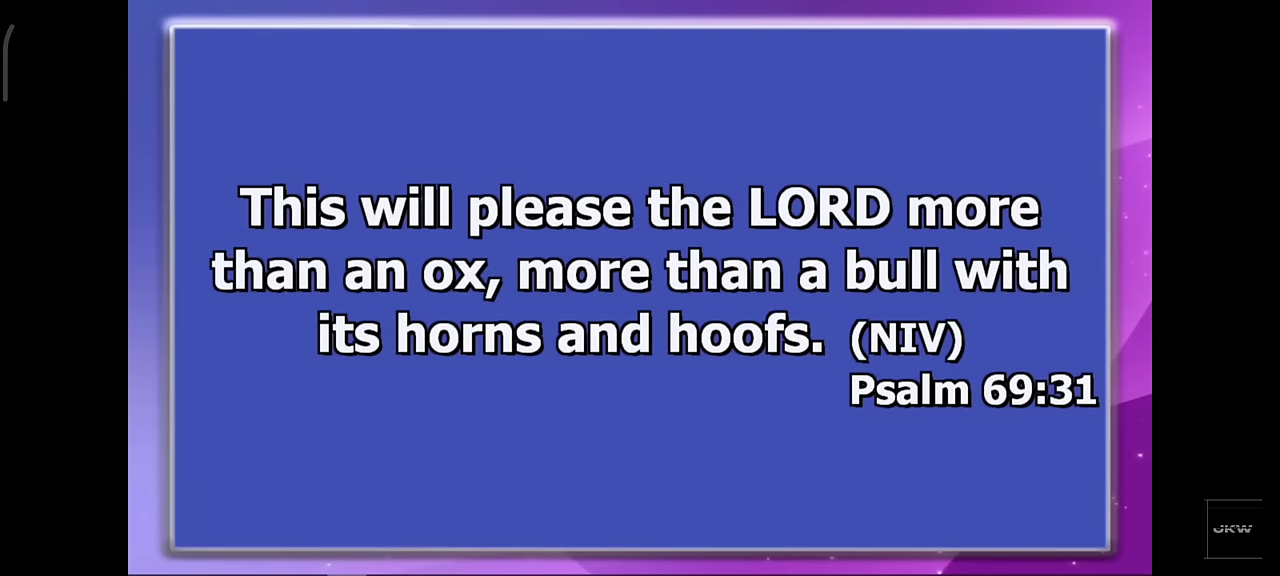 This will please the LORD more
than an ox, more than a bull with
its horns and hoofs. (NIV)
Psalm 69:31
JKW